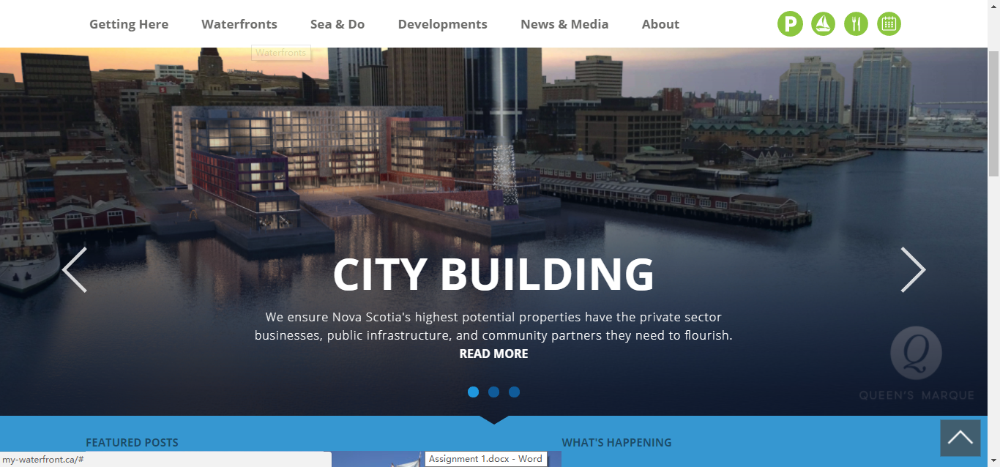 Getting Here Waterfronts Sea & Do Developments News & Media About
P
Waterfronts
CITY BUILDING
We ensure Nova Scotia's highest potential properties have the private sector
businesses, public infrastructure, and community partners they need to flourish.
READ MORE
Q
QUEEN'S MARQUE
FEATURED POSTS WHAT'S HAPPENING
my-waterfront.ca/# Assignment 1.docx - Word